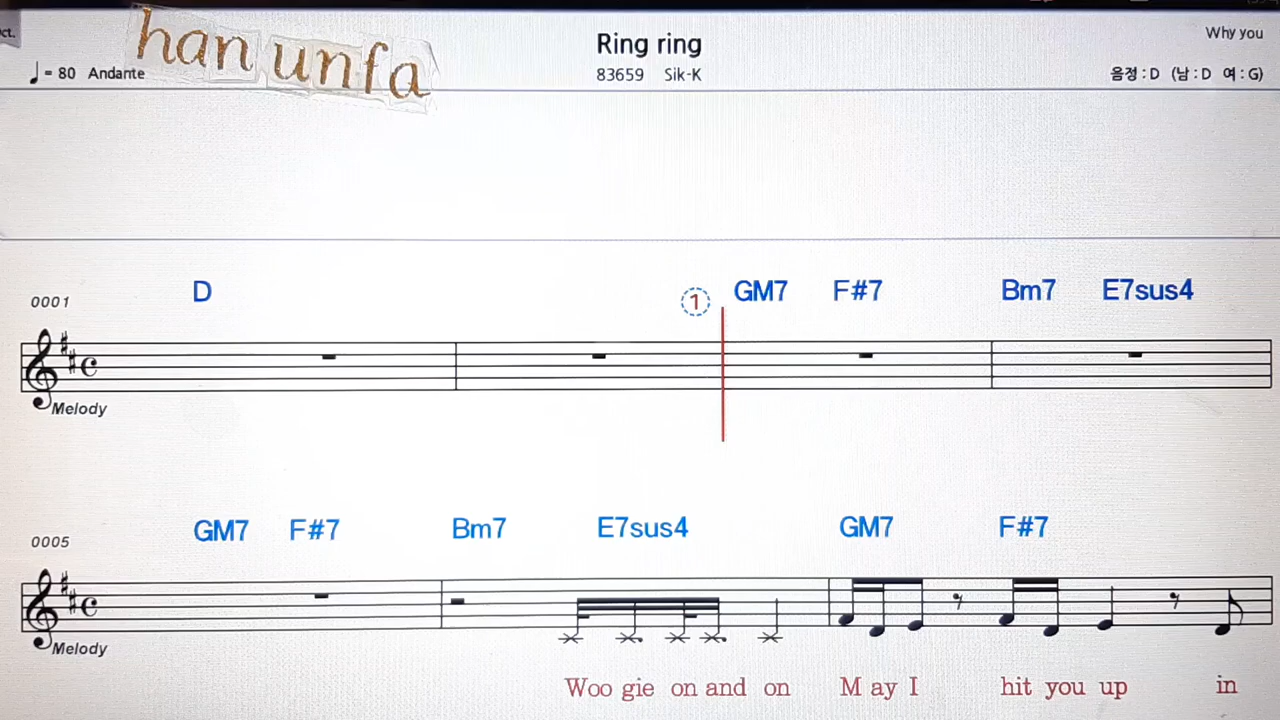 ct.
han unfa
Ring ring
Why you
♩= 80 Andante
83659 Sik-K
음정 : D (남 : D 여 : G)
0001
D
① GM7 F#7 Bm7 E7sus4
Melody
0005
GM7 F#7 Bm7 E7sus4 GM7 F#7
Melody
Woo gie on and on May I hit you up in